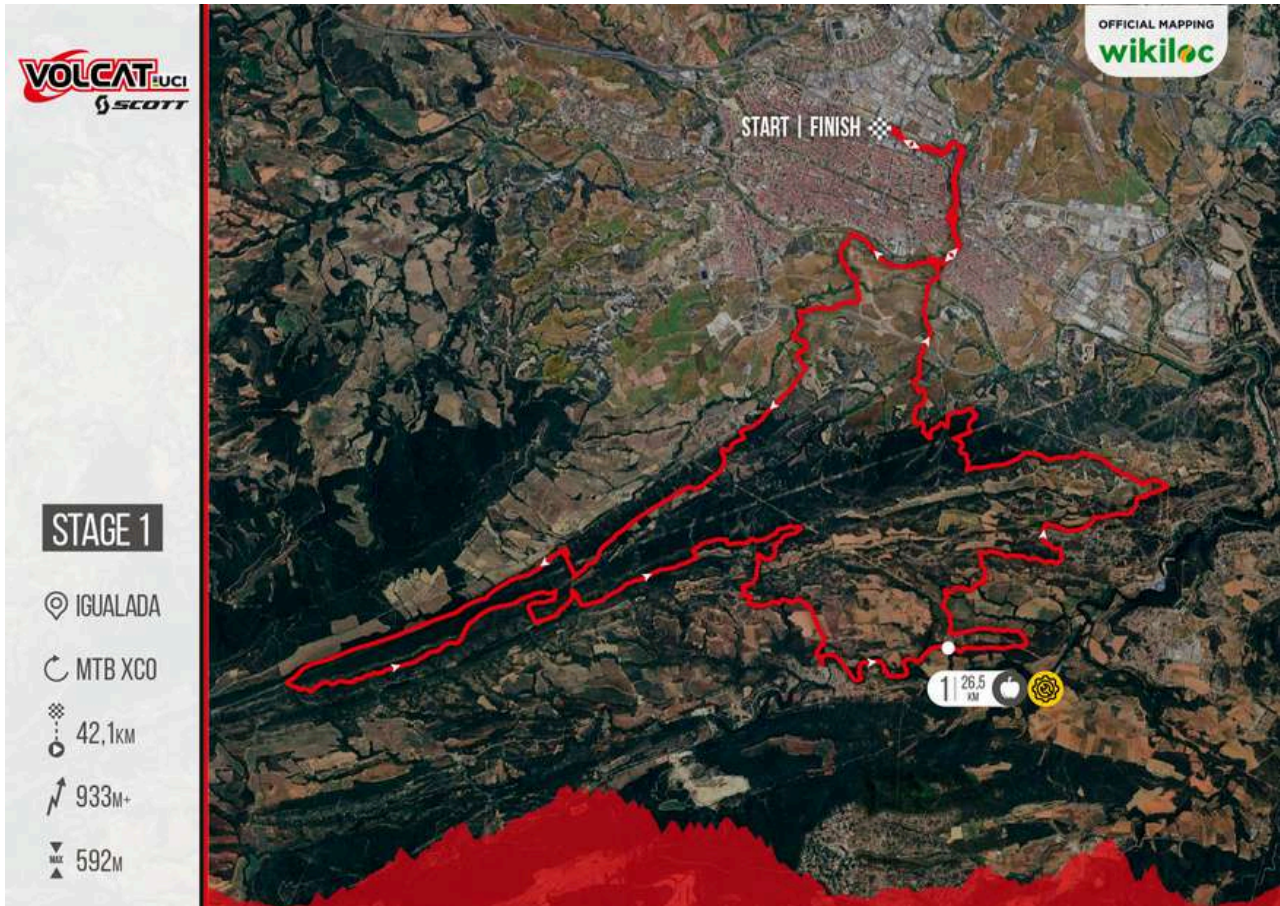 VOLCAT UCI
SCOTT
OFFICIAL MAPPING
wikiloc
START | FINISH
STAGE 1
IGUALADA
MTB XCO
42,1KM
933M+
MAX 592M
1 | 26,5 KM